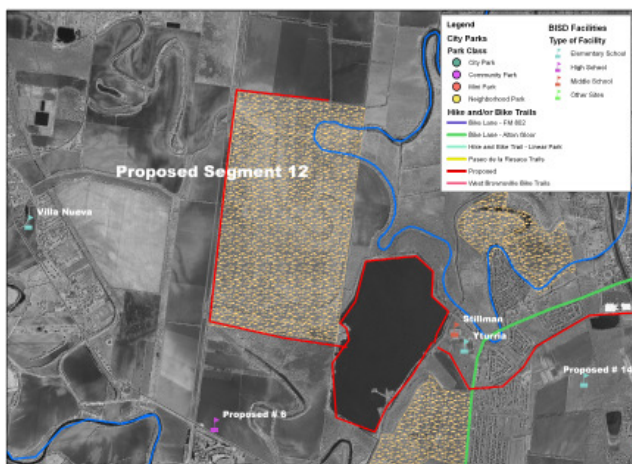 Legend
City Parks
Park Class
City Park
Community Park
Mini Park
Neighborhood Park
Hike and/or Bike Trails
Bike Lane - FM 802
Bike Lane - Alton Gloor
Hike and Bike Trail - Linear Park
Paseo de la Resaca Trails
Proposed
West Brownsville Bike Trails
BISD Facilities
Type of Facility
Elementary School
High School
Middle School
Other Sites
Proposed Segment 12
Villa Nueva
Stillman
Yturria
Proposed # 14